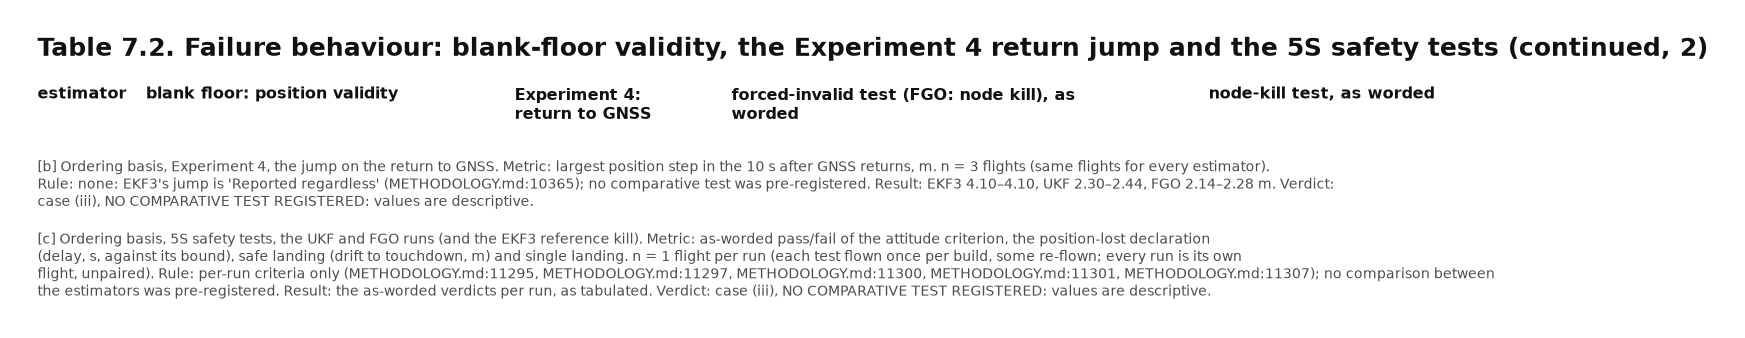 Table 7.2. Failure behaviour: blank-floor validity, the Experiment 4 return jump and the 5S safety tests (continued, 2)
estimator blank floor: position validity Experiment 4: return to GNSS forced-invalid test (FGO: node kill), as worded node-kill test, as worded
[b] Ordering basis, Experiment 4, the jump on the return to GNSS. Metric: largest position step in the 10 s after GNSS returns, m. n = 3 flights (same flights for every estimator).
Rule: none: EKF3's jump is 'Reported regardless' (METHODOLOGY.md:10365); no comparative test was pre-registered. Result: EKF3 4.10–4.10, UKF 2.30–2.44, FGO 2.14–2.28 m. Verdict:
case (iii), NO COMPARATIVE TEST REGISTERED: values are descriptive.
[c] Ordering basis, 5S safety tests, the UKF and FGO runs (and the EKF3 reference kill). Metric: as-worded pass/fail of the attitude criterion, the position-lost declaration
(delay, s, against its bound), safe landing (drift to touchdown, m) and single landing. n = 1 flight per run (each test flown once per build, some re-flown; every run is its own
flight, unpaired). Rule: per-run criteria only (METHODOLOGY.md:11295, METHODOLOGY.md:11297, METHODOLOGY.md:11300, METHODOLOGY.md:11301, METHODOLOGY.md:11307); no comparison between
the estimators was pre-registered. Result: the as-worded verdicts per run, as tabulated. Verdict: case (iii), NO COMPARATIVE TEST REGISTERED: values are descriptive.